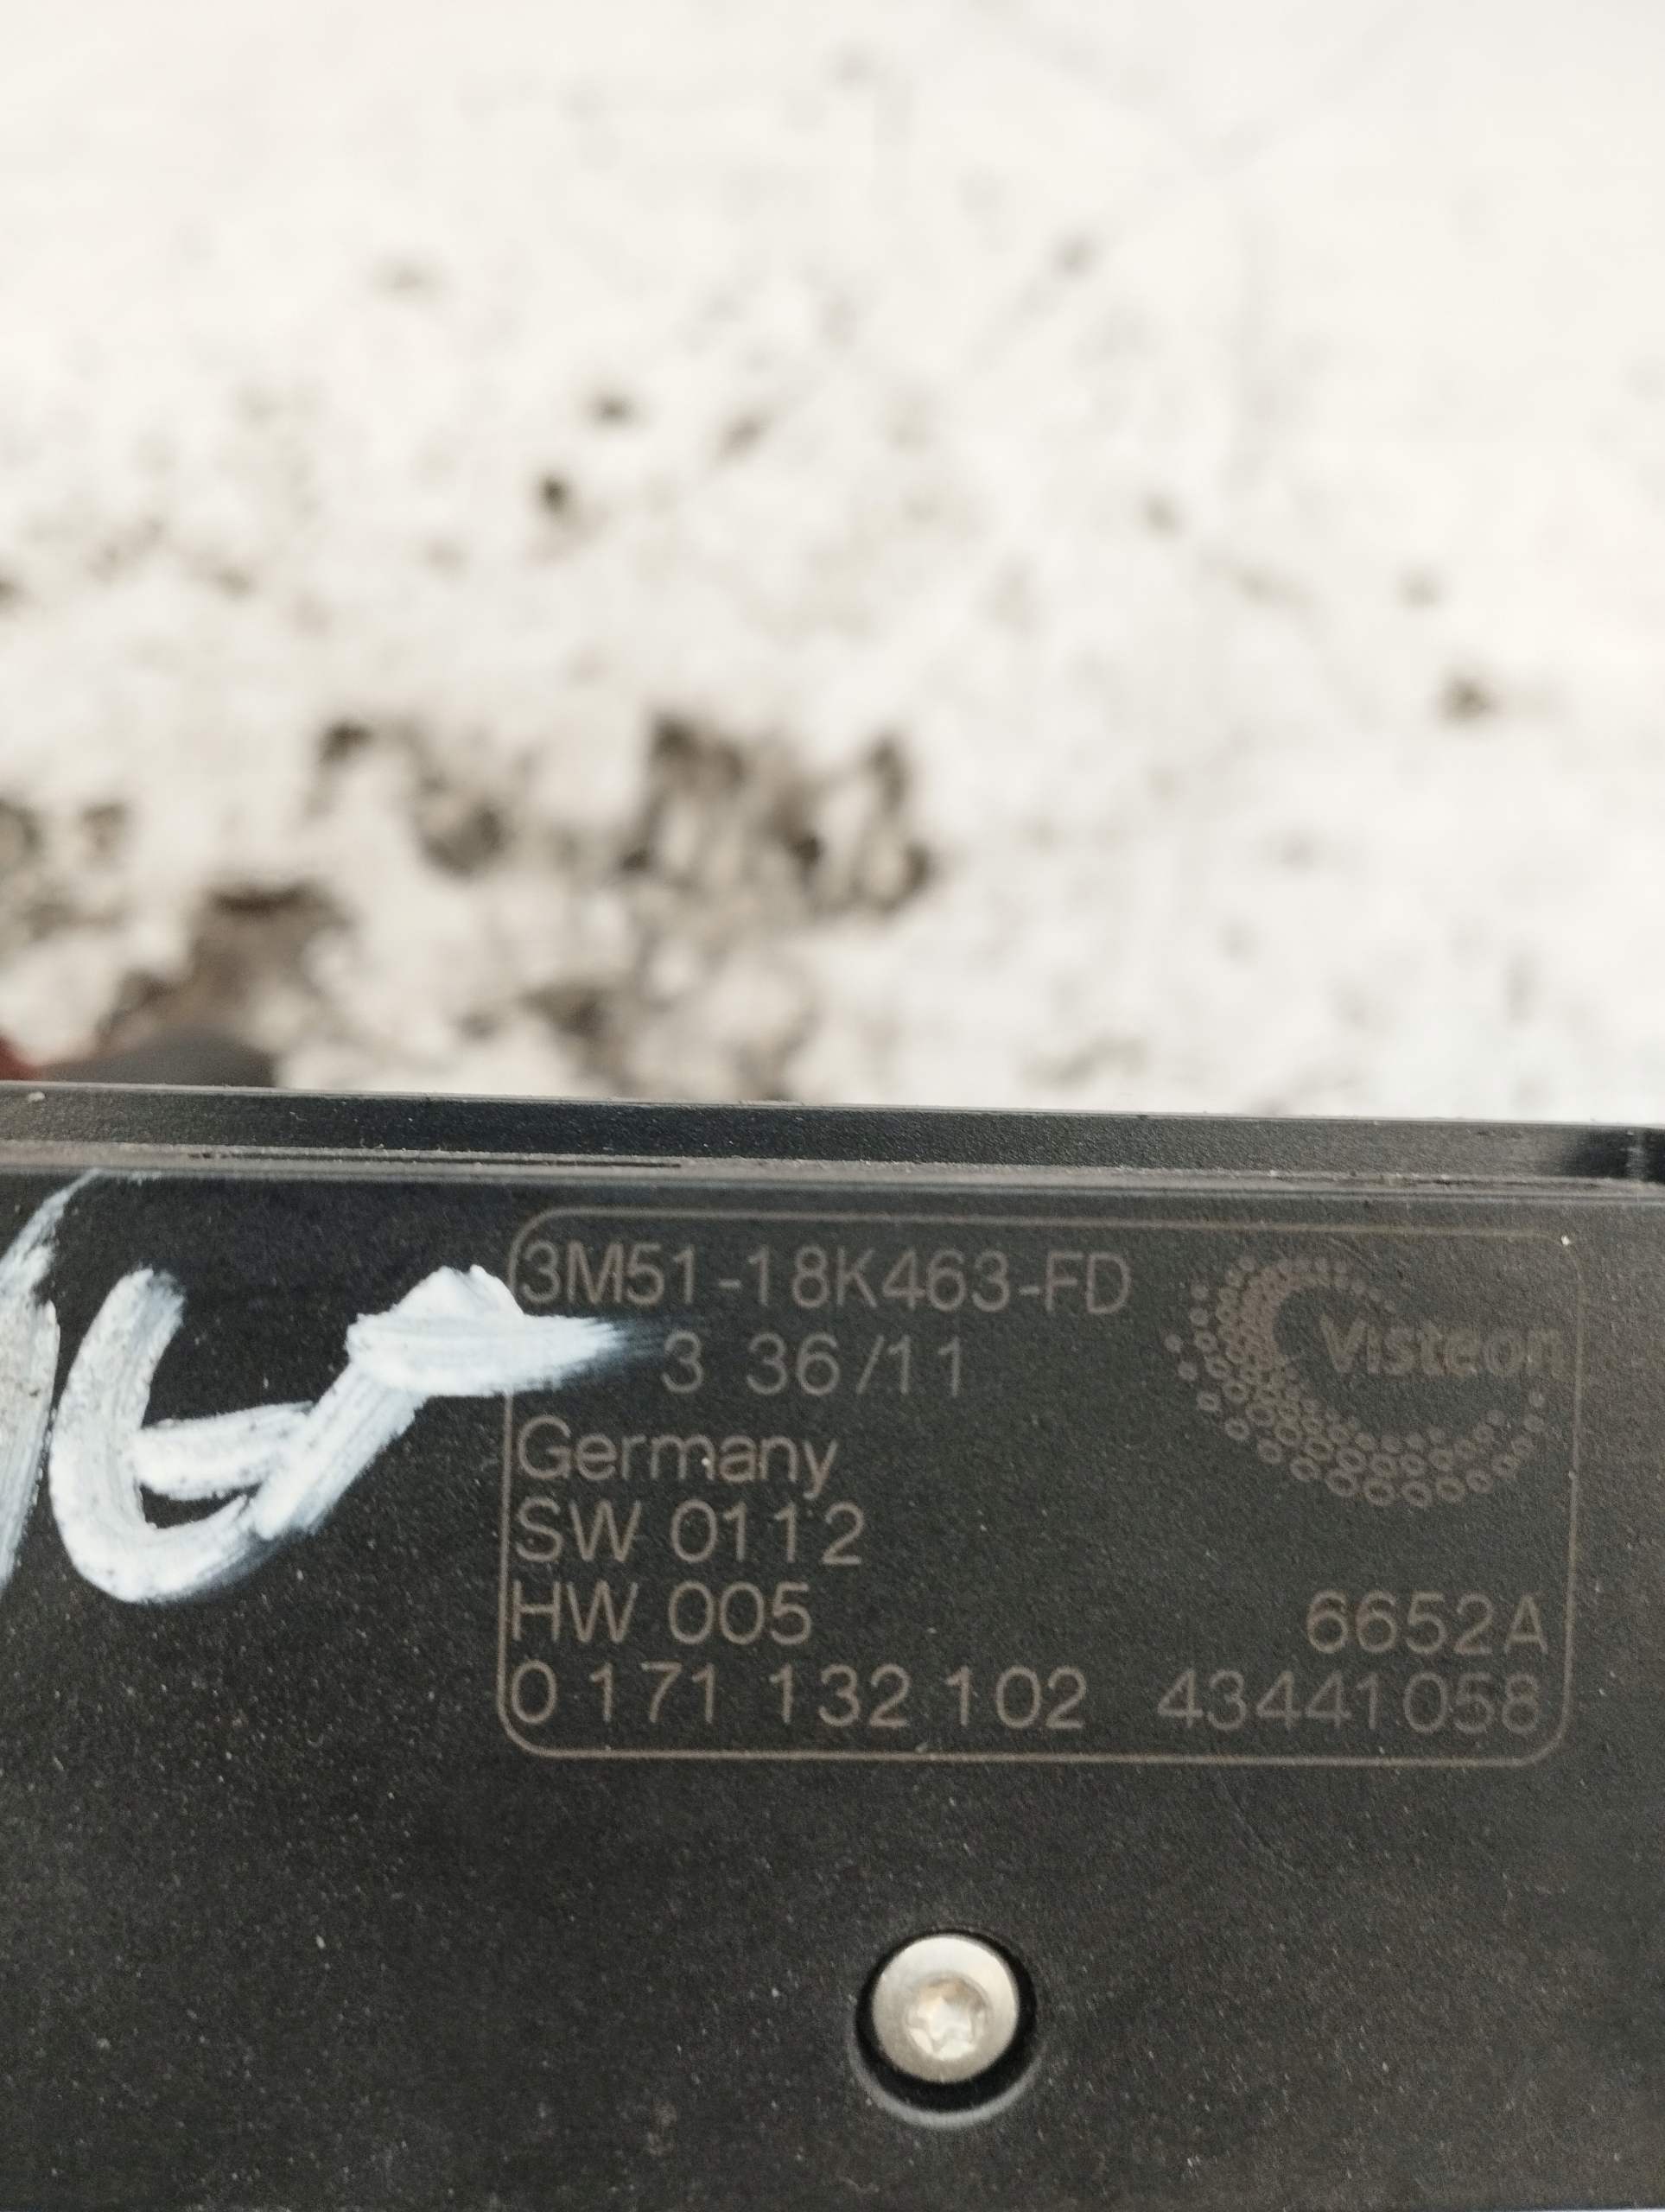 3M51-18K463-FD
Visteon
3 36/11
Germany
SW 0112
HW 005
6652A
0 171 132 102 43441058